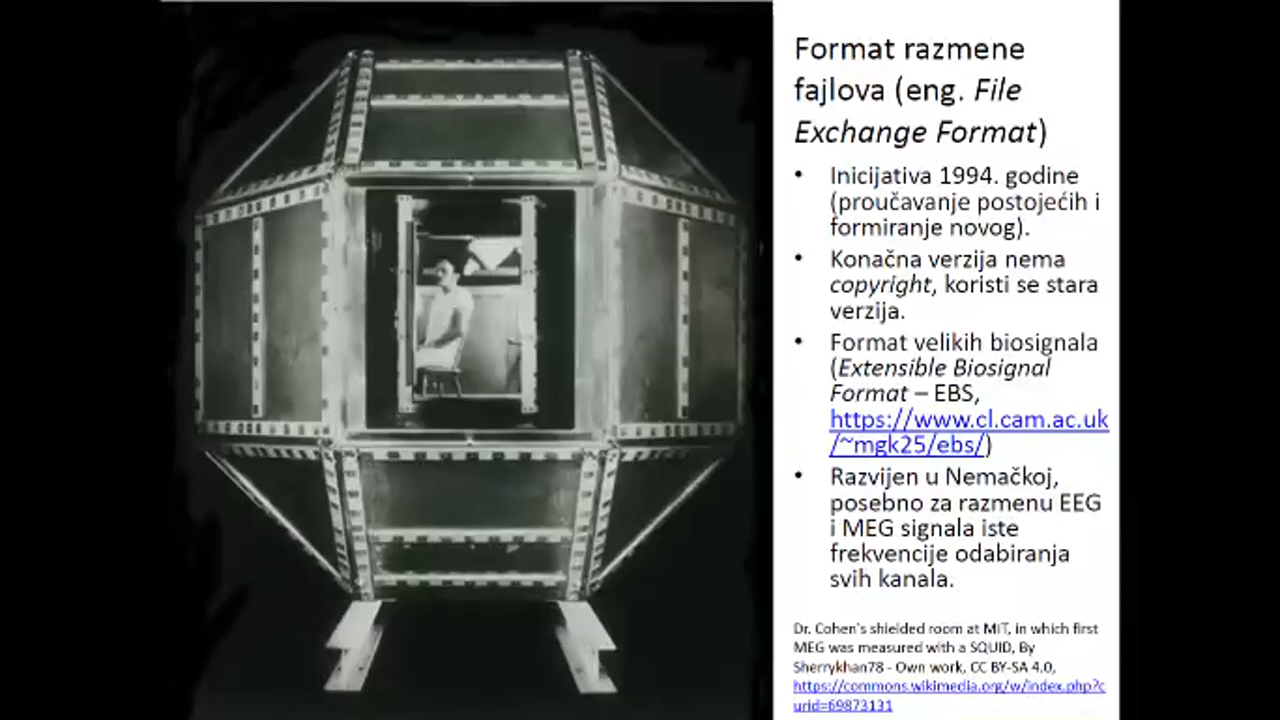 Format razmene
fajlova (eng. File
Exchange Format)
• Inicijativa 1994. godine
(proučavanje postojećih i
formiranje novog).
• Konačna verzija nema
copyright, koristi se stara
verzija.
• Format velikih biosignala
(Extensible Biosignal
Format – EBS,
https://www.cl.cam.ac.uk
/~mgk25/ebs/)
• Razvijen u Nemačkoj,
posebno za razmenu EEG
i MEG signala iste
frekvencije odabiranja
svih kanala.
Dr. Cohen's shielded room at MIT, in which first
MEG was measured with a SQUID, By
Sherrykhan78 - Own work, CC BY-SA 4.0,
https://commons.wikimedia.org/w/index.php?c
urid=69873131